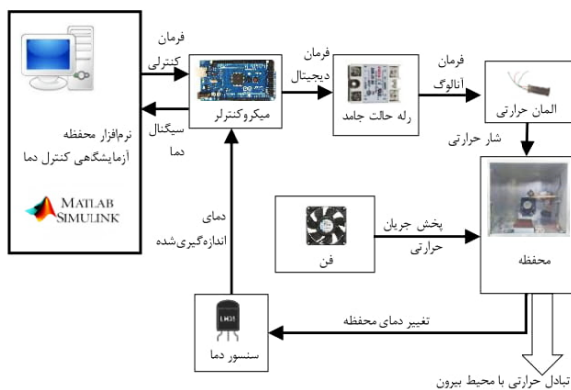 فرمان
کنترلی
فرمان
دیجیتال
فرمان
آنالوگ
میکروکنترلر
رله حالت جامد
المان حرارتی
سیگنال
دما
نرم‌افزار محفظه
آزمایشگاهی کنترل دما
MATLAB
SIMULINK
شار حرارتی
دمای
اندازه‌گیری‌شده
پخش جریان
حرارتی
فن
محفظه
تغییر دمای محفظه
LM35
سنسور دما
تبادل حرارتی با محیط بیرون